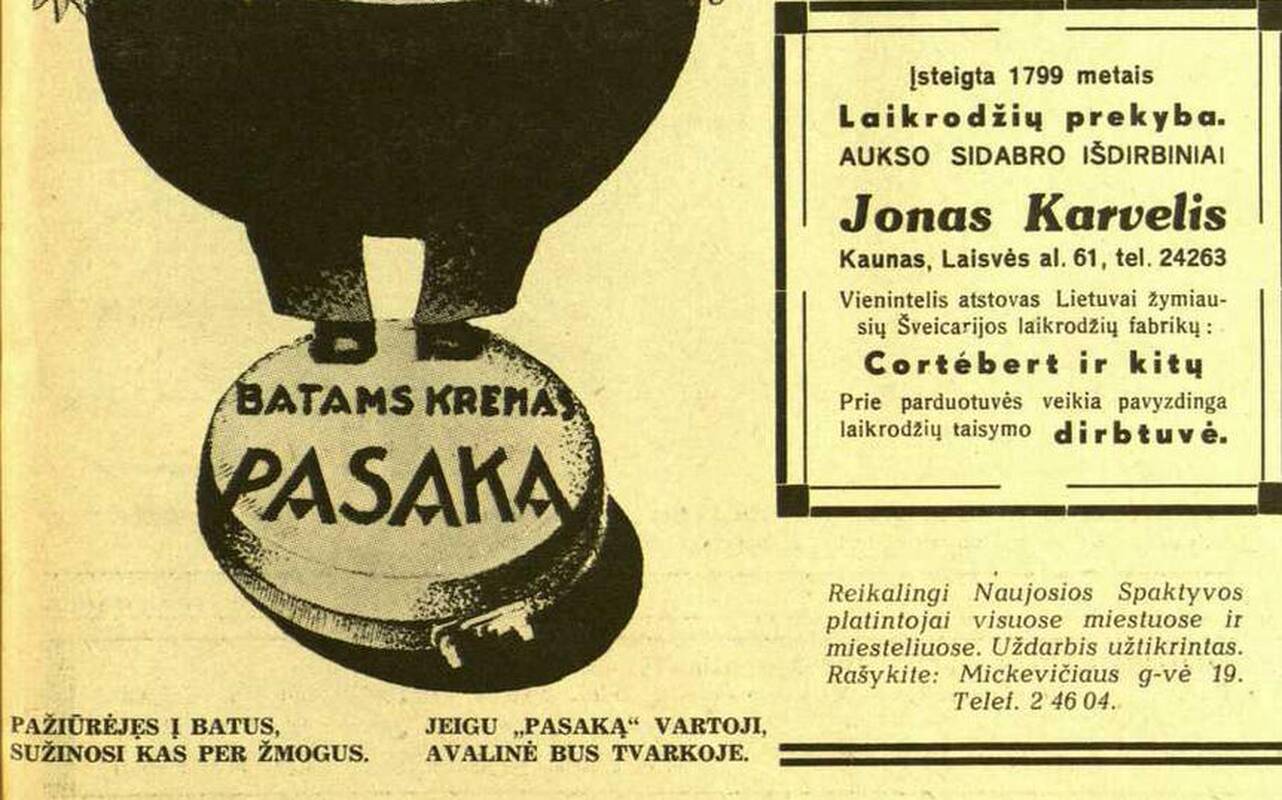 BATAMS KREMAS
PASAKA
PAŽIŪRĖJĘS Į BATUS,
SUŽINOSI KAS PER ŽMOGUS.
JEIGU „PASAKĄ“ VARTOJI,
AVALINĖ BUS TVARKOJE.
Įsteigta 1799 metais
Laikrodžių prekyba.
AUKSO SIDABRO IŠDIRBINIAI
Jonas Karvelis
Kaunas, Laisvės al. 61, tel. 24263
Vienintelis atstovas Lietuvai žymiau-
sių Šveicarijos laikrodžių fabrikų :
Cortébert ir kitų
Prie parduotuvės veikia pavyzdinga
laikrodžių taisymo dirbtuvė.
Reikalingi Naujosios Spaktyvos
platintojai visuose miestuose ir
miesteliuose. Uždarbis užtikrintas.
Rašykite: Mickevičiaus g-vė 19.
Telef. 2 46 04.